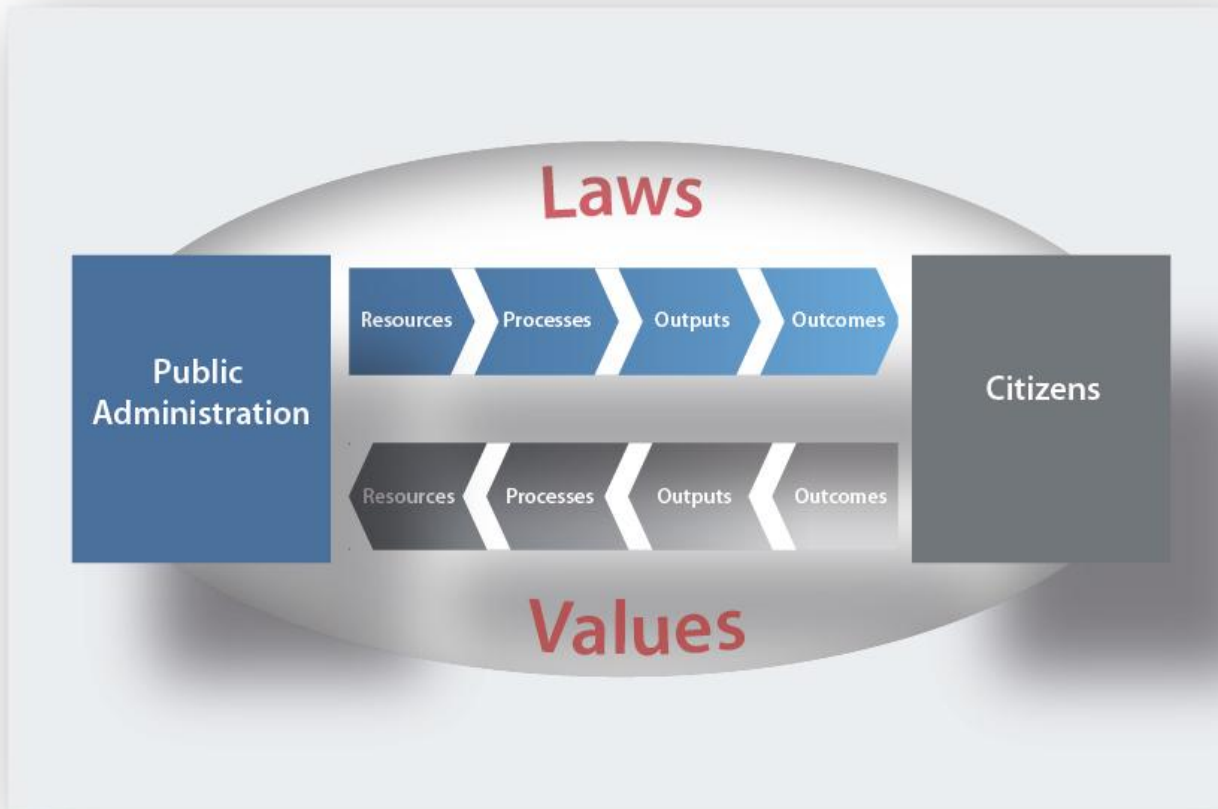 Laws
Public
Administration
Resources
Processes
Outputs
Outcomes
Resources
Processes
Outputs
Outcomes
Citizens
Values